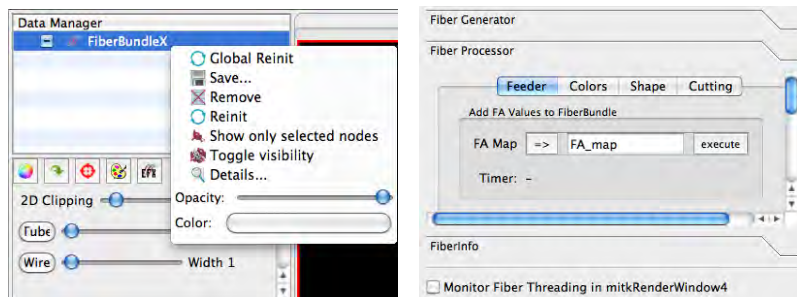 Data Manager
FiberBundleX
Global Reinit
Save...
Remove
Reinit
Show only selected nodes
Toggle visibility
Details...
Opacity:
Color:
2D Clipping
Tube
Wire
Width 1
Fiber Generator
Fiber Processor
Feeder Colors Shape Cutting
Add FA Values to FiberBundle
FA Map => FA_map execute
Timer: -
FiberInfo
Monitor Fiber Threading in mitkRenderWindow4